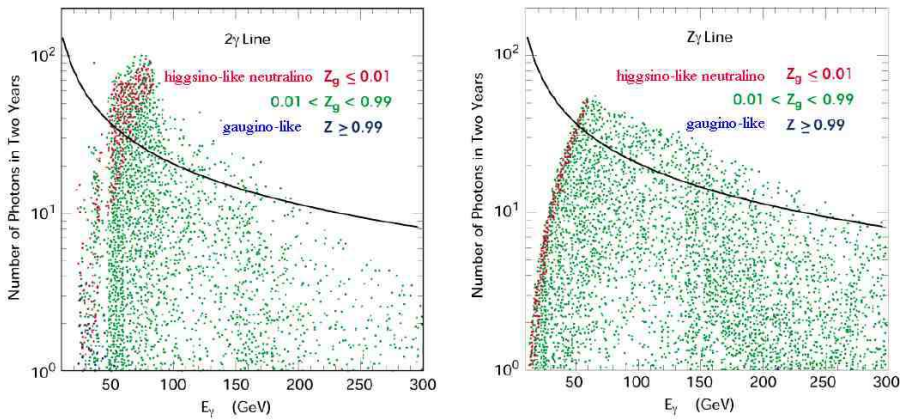 2γ Line
higgsino-like neutralino Zg ≤ 0.01
0.01 < Zg < 0.99
gaugino-like Z ≥ 0.99
Number of Photons in Two Years
10²
10¹
10⁰
50 100 150 200 250 300
Eγ (GeV)
Zγ Line
higgsino-like neutralino Zg ≤ 0.01
0.01 < Zg < 0.99
gaugino-like Z ≥ 0.99
Number of Photons in Two Years
10²
10¹
10⁰
50 100 150 200 250 300
Eγ (GeV)